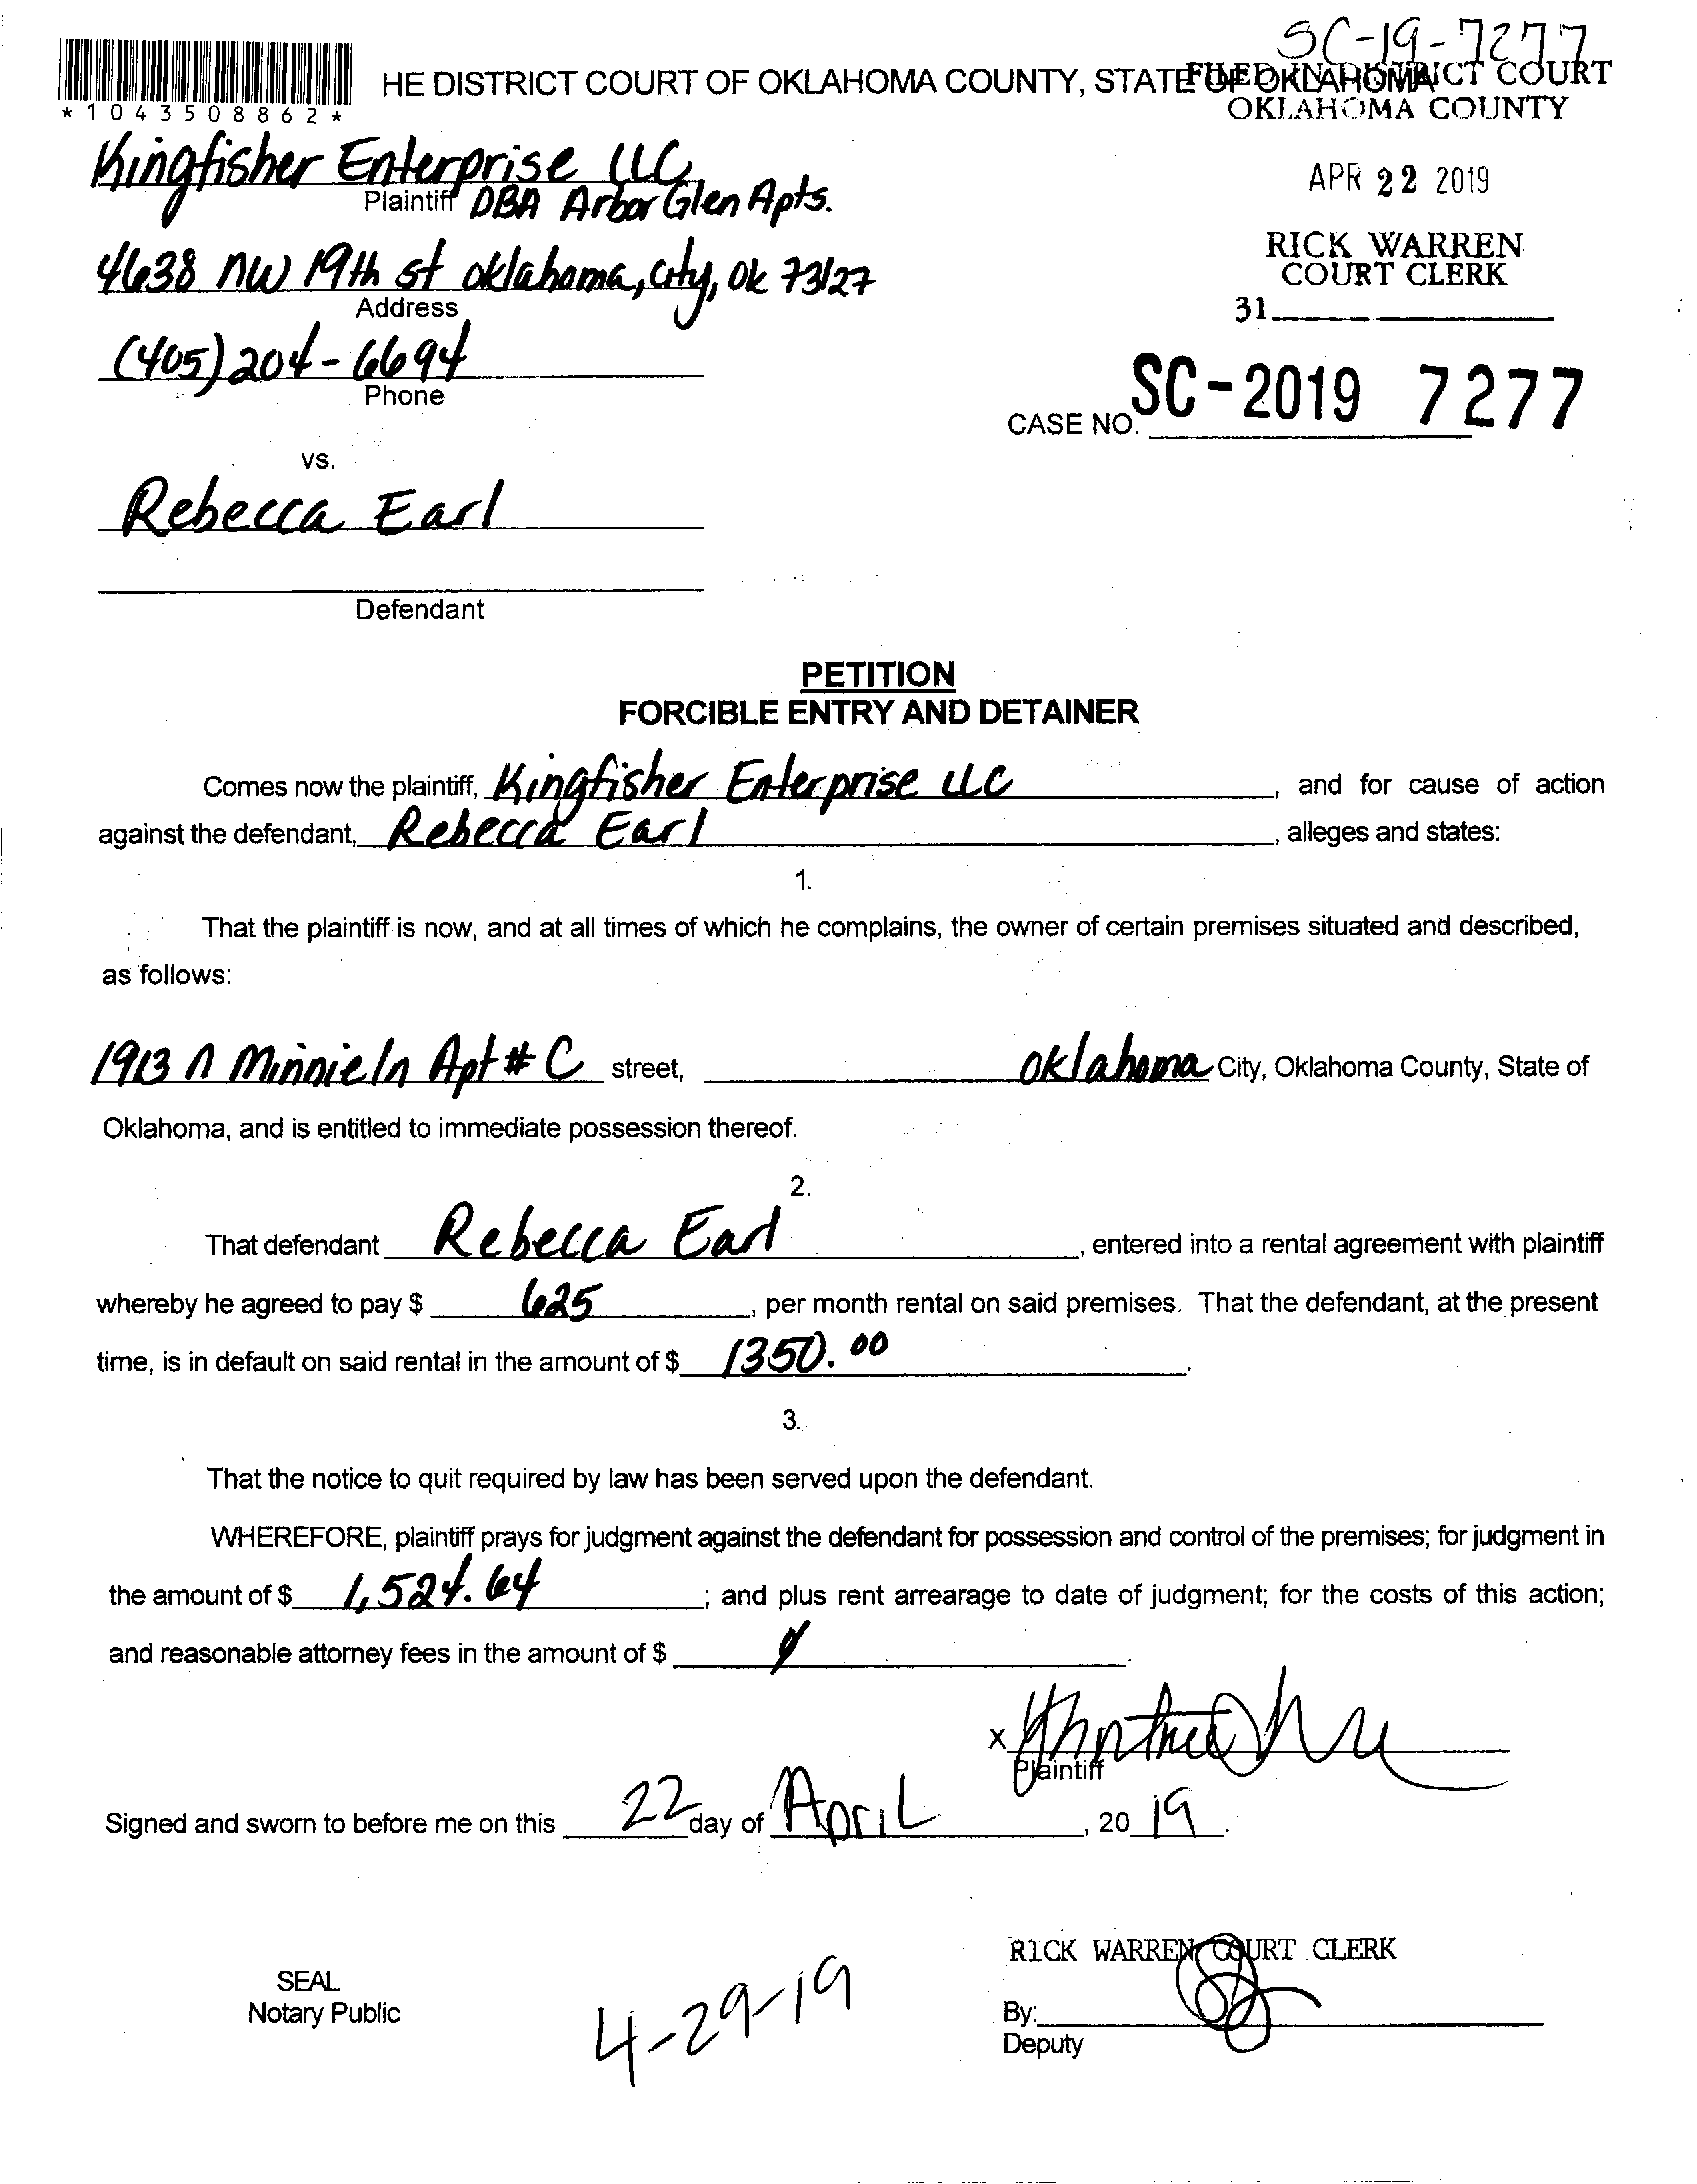 SC-19-7277
HE DISTRICT COURT OF OKLAHOMA COUNTY, STATE OF OKLAHOMA
FILED IN DISTRICT COURT
OKLAHOMA COUNTY
*1043508862*
Kingfisher Enterprise LLC
Plaintiff DBA Arbor Glen Apts.
APR 22 2019
4638 NW 19th st oklahoma, city, Ok 73127
Address
RICK WARREN
COURT CLERK
31
(405) 204-6694
Phone
CASE NO. SC-2019 7277
vs.
Rebecca Earl
Defendant
PETITION
FORCIBLE ENTRY AND DETAINER
Comes now the plaintiff, Kingfisher Enterprise LLC, and for cause of action
against the defendant, Rebecca Earl, alleges and states:
1.
That the plaintiff is now, and at all times of which he complains, the owner of certain premises situated and described,
as follows:
1913 N Minnie ln Apt # C street, oklahoma City, Oklahoma County, State of
Oklahoma, and is entitled to immediate possession thereof.
2.
That defendant Rebecca Earl, entered into a rental agreement with plaintiff
whereby he agreed to pay $ 625, per month rental on said premises. That the defendant, at the present
time, is in default on said rental in the amount of $ 1350.00.
3.
That the notice to quit required by law has been served upon the defendant.
WHEREFORE, plaintiff prays for judgment against the defendant for possession and control of the premises; for judgment in
the amount of $ 1,524.64; and plus rent arrearage to date of judgment; for the costs of this action;
and reasonable attorney fees in the amount of $
x
Plaintiff
Signed and sworn to before me on this 22 day of April, 20 19.
RICK WARREN COURT CLERK
SEAL
Notary Public
4-29-19
By:
Deputy